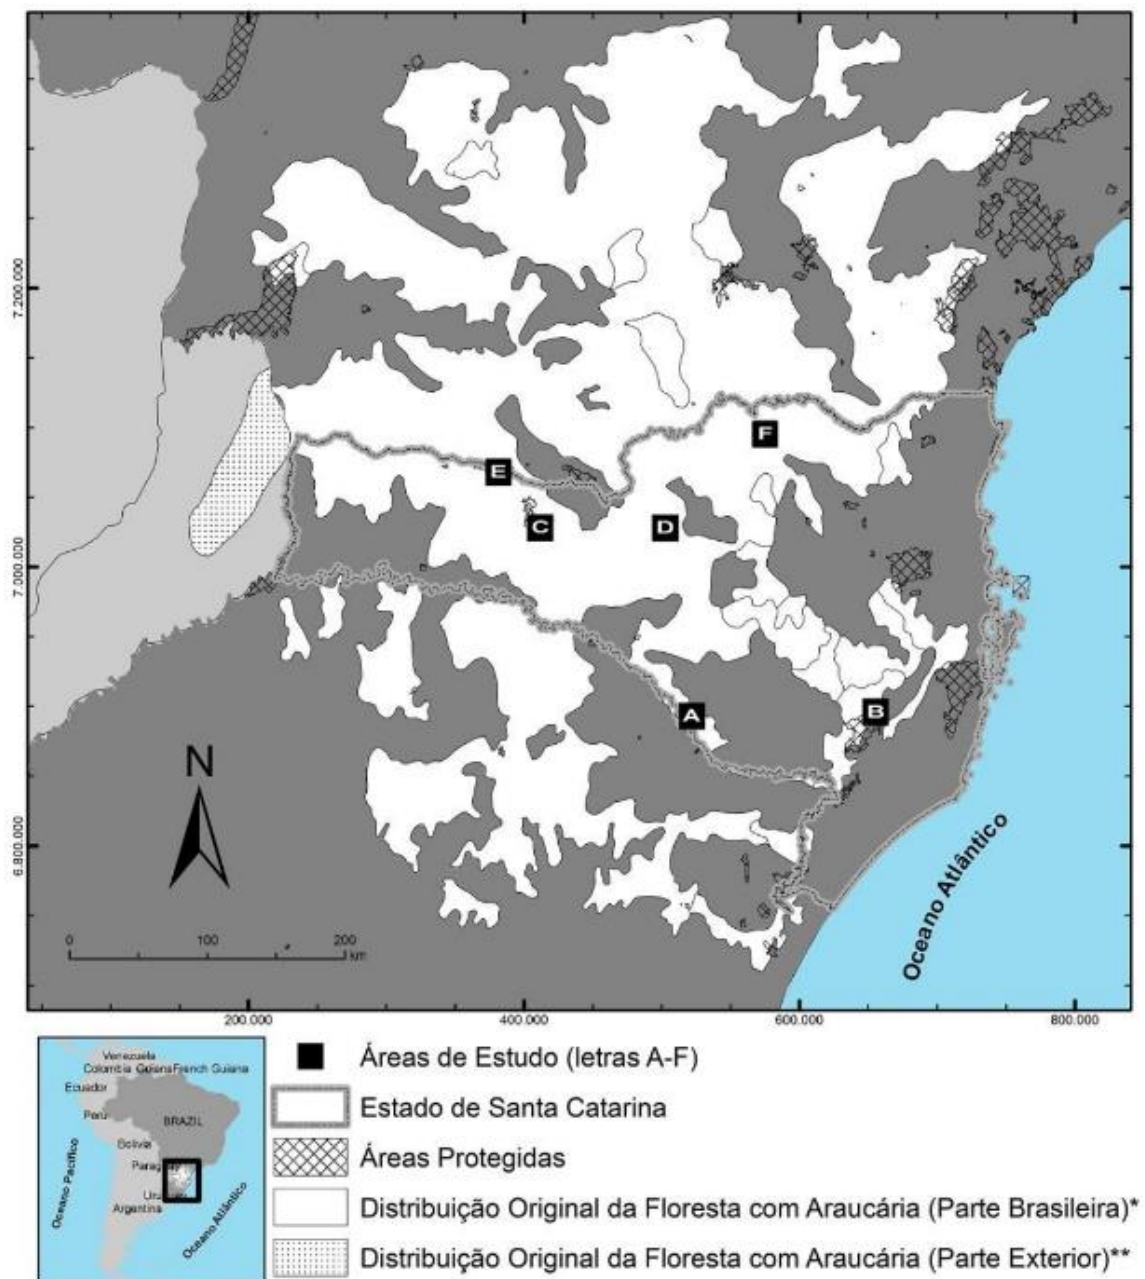 7.200.000
E
F
C
D
7.000.000
A
B
N
6.800.000
Oceano Atlântico
0 100 200
km
200.000 400.000 600.000 800.000
Venezuela
Colombia Guiana French Guiana
Ecuador
Peru
BRAZIL
Bolivia
Argentina
Oceano Pacífico
Oceano Atlântico
Áreas de Estudo (letras A-F)
Estado de Santa Catarina
Áreas Protegidas
Distribuição Original da Floresta com Araucária (Parte Brasileira)*
Distribuição Original da Floresta com Araucária (Parte Exterior)**